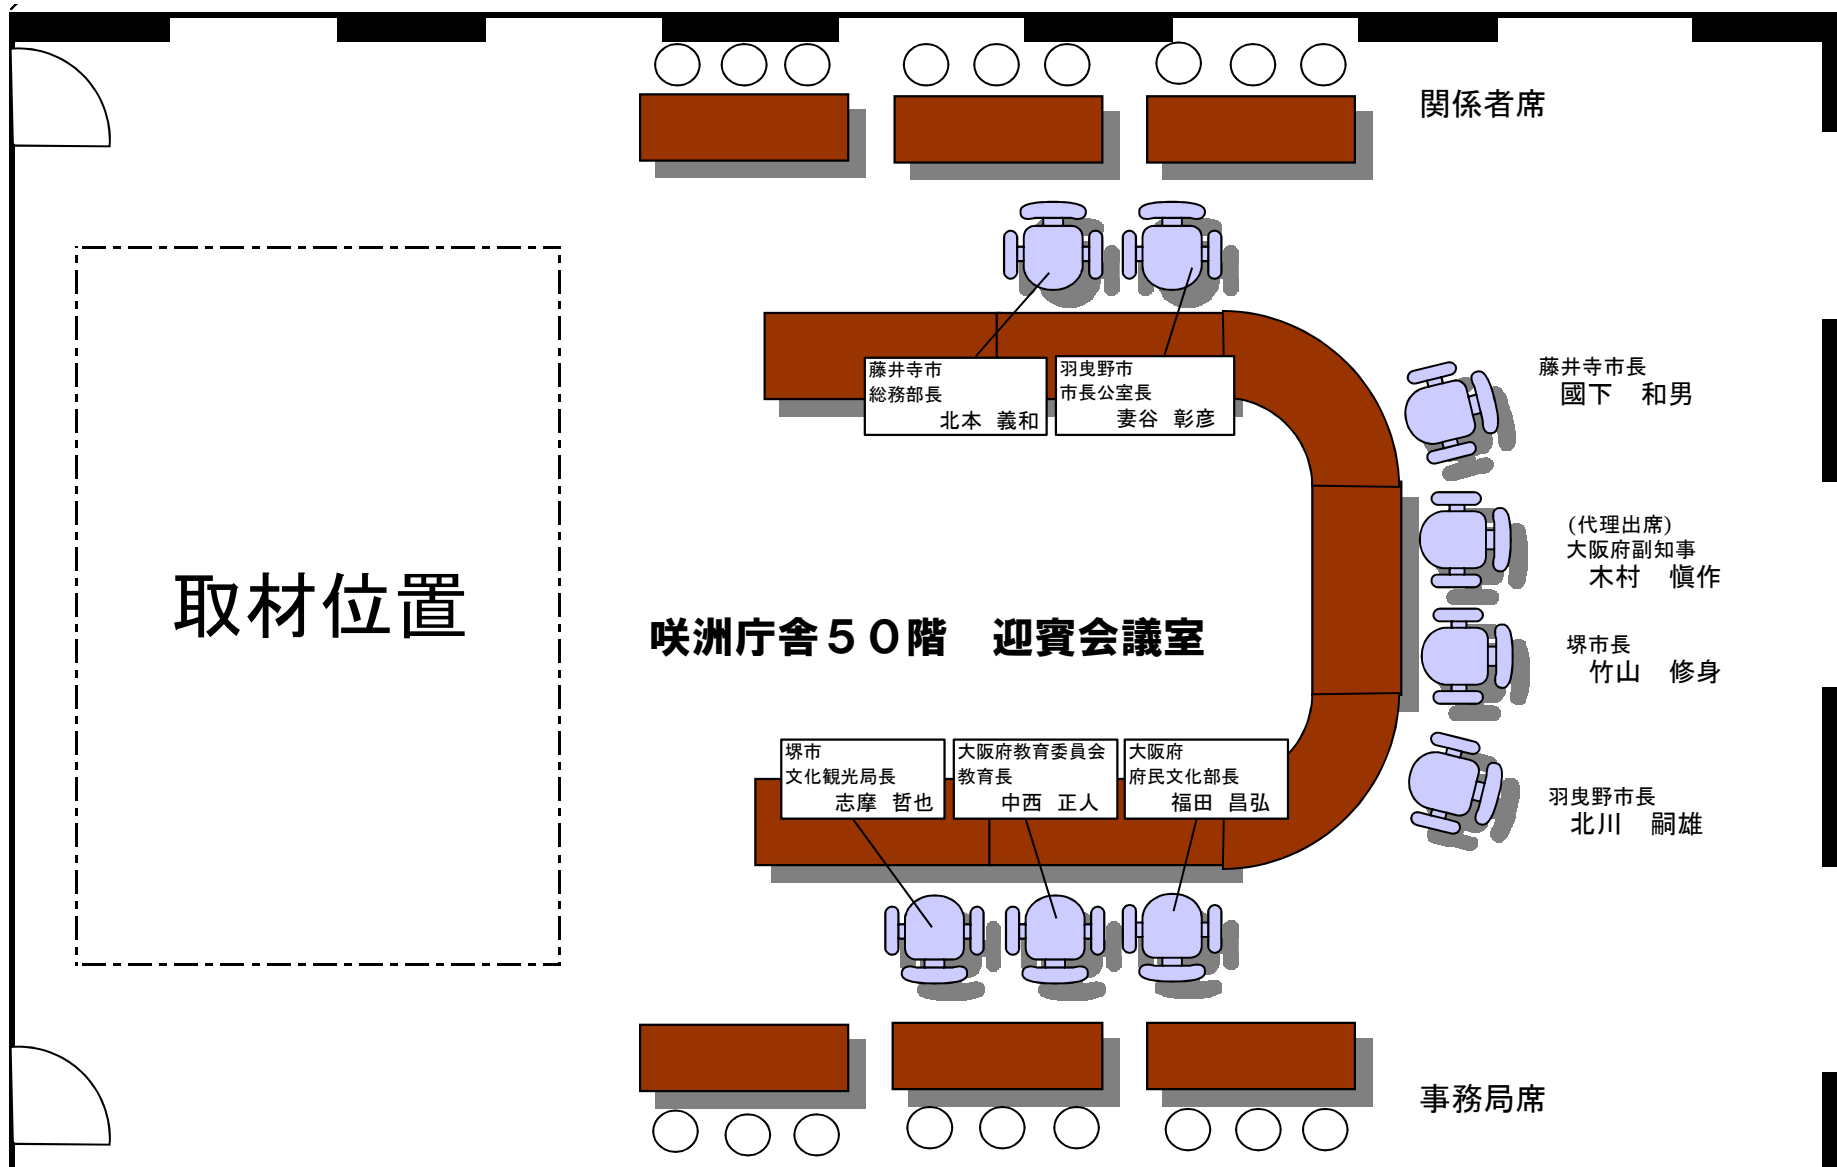 関係者席
藤井寺市
総務部長
北本 義和
羽曳野市
市長公室長
妻谷 彰彦
藤井寺市長
國下 和男
(代理出席)
大阪府副知事
木村 愼作
取材位置
咲洲庁舎５０階 迎賓会議室
堺市長
竹山 修身
堺市
文化観光局長
志摩 哲也
大阪府教育委員会
教育長
中西 正人
大阪府
府民文化部長
福田 昌弘
羽曳野市長
北川 嗣雄
事務局席